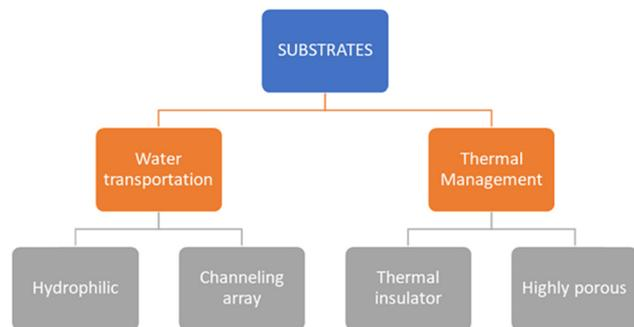 SUBSTRATES
Water
transportation
Thermal
Management
Hydrophilic
Channeling
array
Thermal
insulator
Highly porous